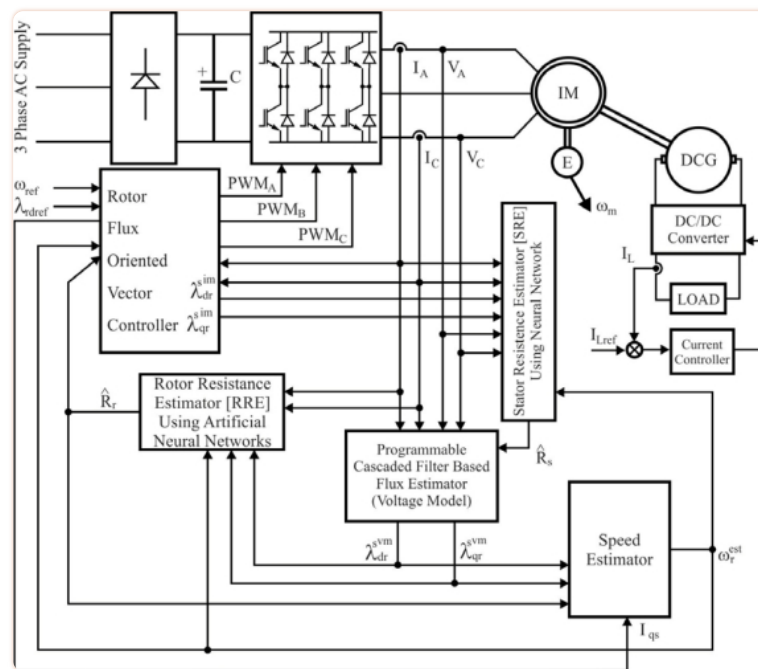 3 Phase AC Supply
+
C
I_A
V_A
IM
I_C
V_C
E
ω_m
DCG
DC/DC
Converter
I_L
LOAD
I_Lref
Current
Controller
ω_ref
λ_rdref
Rotor
Flux
Oriented
Vector
Controller
PWM_A
PWM_B
PWM_C
λ_dr^s im
λ_qr^s im
Stator Resistence Estimator [SRE]
Using Neural Network
R̂_r
Rotor Resistance
Estimator [RRE]
Using Artificial
Neural Networks
Programmable
Cascaded Filter Based
Flux Estimator
(Voltage Model)
R̂_s
λ_dr^svm
λ_qr^svm
Speed
Estimator
ω_r^est
I_qs